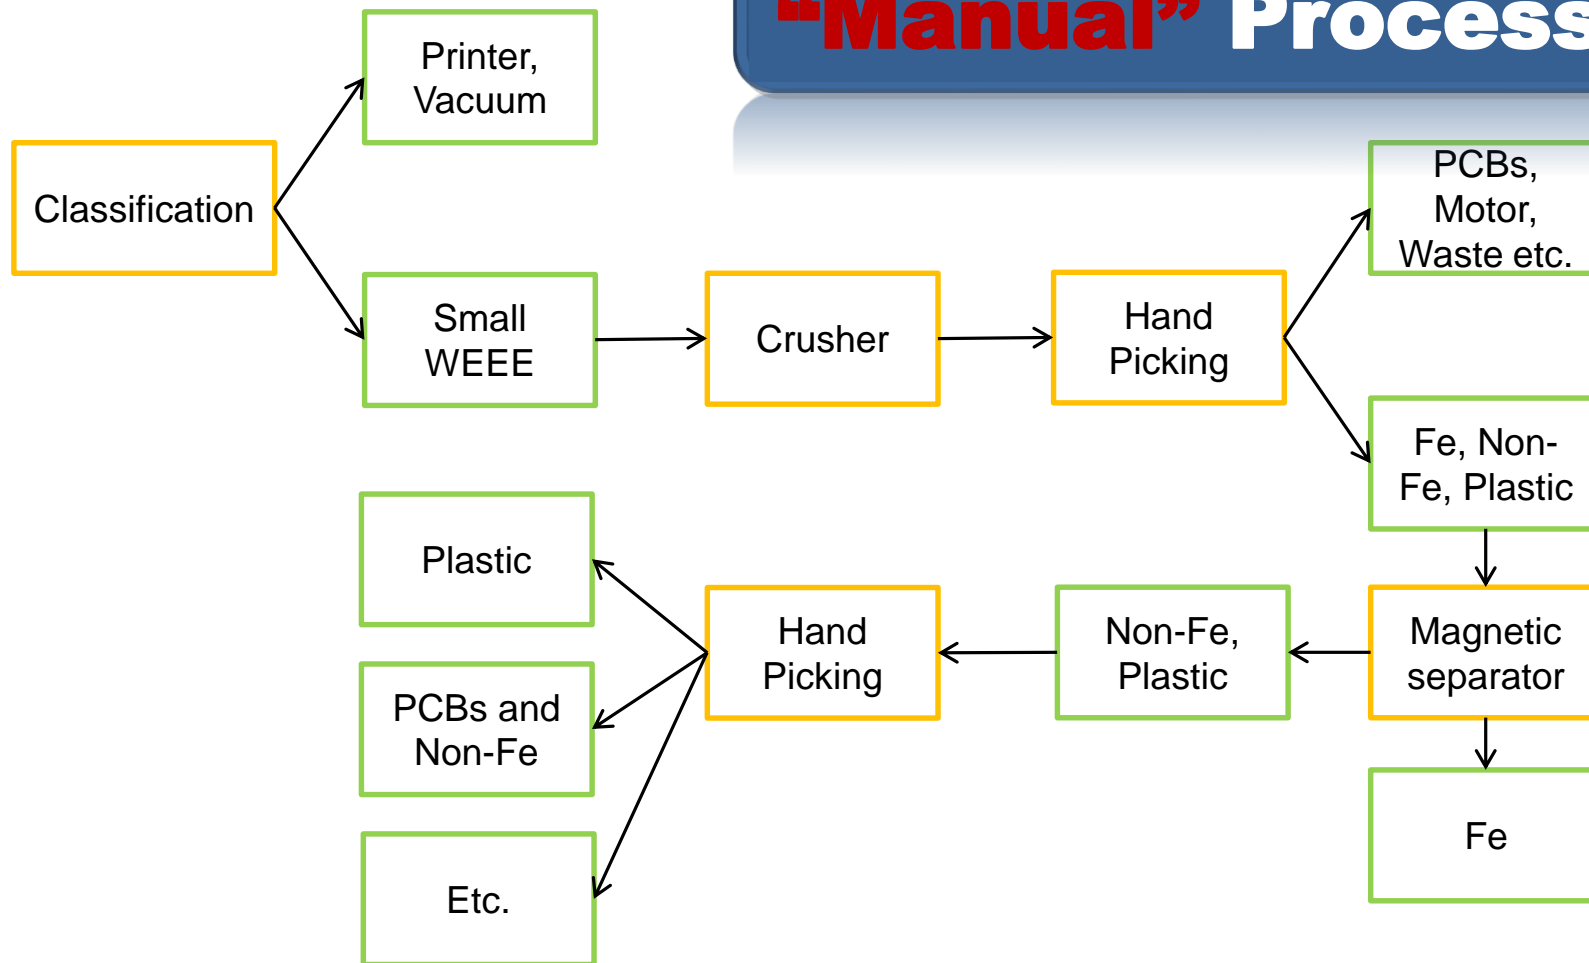 “Manual” Process
Printer,
Vacuum
Classification
PCBs,
Motor,
Waste etc.
Small
WEEE
Crusher
Hand
Picking
Fe, Non-
Fe, Plastic
Plastic
Hand
Picking
Non-Fe,
Plastic
Magnetic
separator
PCBs and
Non-Fe
Fe
Etc.